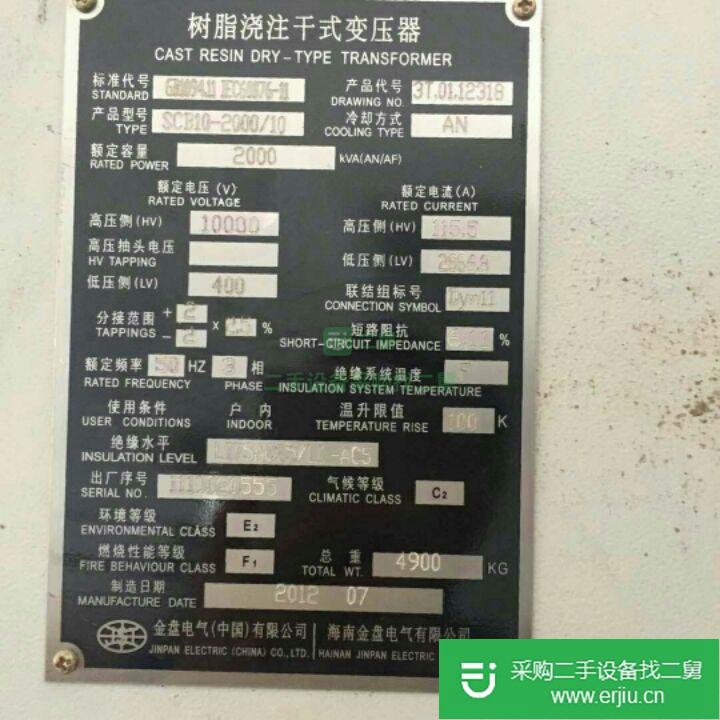 树脂浇注干式变压器
CAST RESIN DRY-TYPE TRANSFORMER
标准代号 GB1094.11 IEC60076-11 产品代号 3T.01.12318
STANDARD DRAWING NO.
产品型号 SCB10-2000/10 冷却方式 AN
TYPE COOLING TYPE
额定容量 2000 kVA(AN/AF)
RATED POWER
额定电压(V) 额定电流(A)
RATED VOLTAGE RATED CURRENT
高压侧(HV) 10000 高压侧(HV) 115.5
高压抽头电压
HV TAPPING
低压侧(LV)
低压侧(LV) 400
联结组标号 Dyn11
CONNECTION SYMBOL
分接范围 + 2 - 2 × %
TAPPINGS
短路阻抗 %
SHORT-CIRCUIT IMPEDANCE
额定频率 50 HZ 3 相
RATED FREQUENCY PHASE
绝缘系统温度 F
INSULATION SYSTEM TEMPERATURE
使用条件 户内 温升限值 100 K
USER CONDITIONS INDOOR TEMPERATURE RISE
绝缘水平
INSULATION LEVEL
出厂序号 气候等级 C2
SERIAL NO. CLIMATIC CLASS
环境等级 E2
ENVIRONMENTAL CLASS
燃烧性能等级 F1 总重 4900 KG
FIRE BEHAVIOUR CLASS TOTAL WT.
制造日期 2012 07
MANUFACTURE DATE
金盘电气(中国)有限公司 海南金盘电气有限公司
JINPAN ELECTRIC (CHINA) CO.,LTD. HAINAN JINPAN ELECTRIC
二手设备找二舅
采购二手设备找二舅
www.erjiu.cn